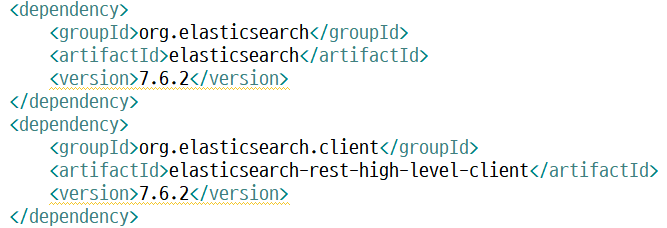 <dependency>
    <groupId>org.elasticsearch</groupId>
    <artifactId>elasticsearch</artifactId>
    <version>7.6.2</version>
</dependency>
<dependency>
    <groupId>org.elasticsearch.client</groupId>
    <artifactId>elasticsearch-rest-high-level-client</artifactId>
    <version>7.6.2</version>
</dependency>